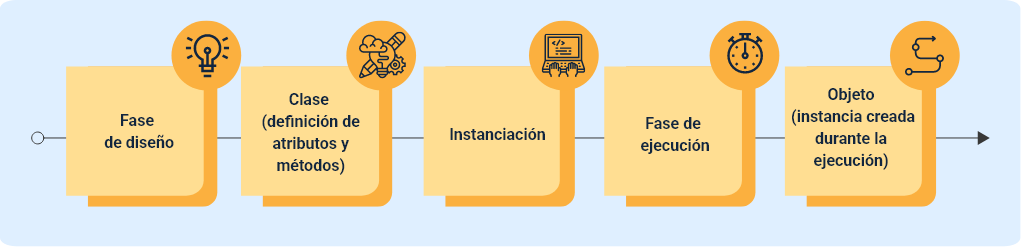 Fase
de diseño
Clase
(definición de
atributos y
métodos)
Instanciación
Fase de
ejecución
Objeto
(instancia creada
durante la
ejecución)